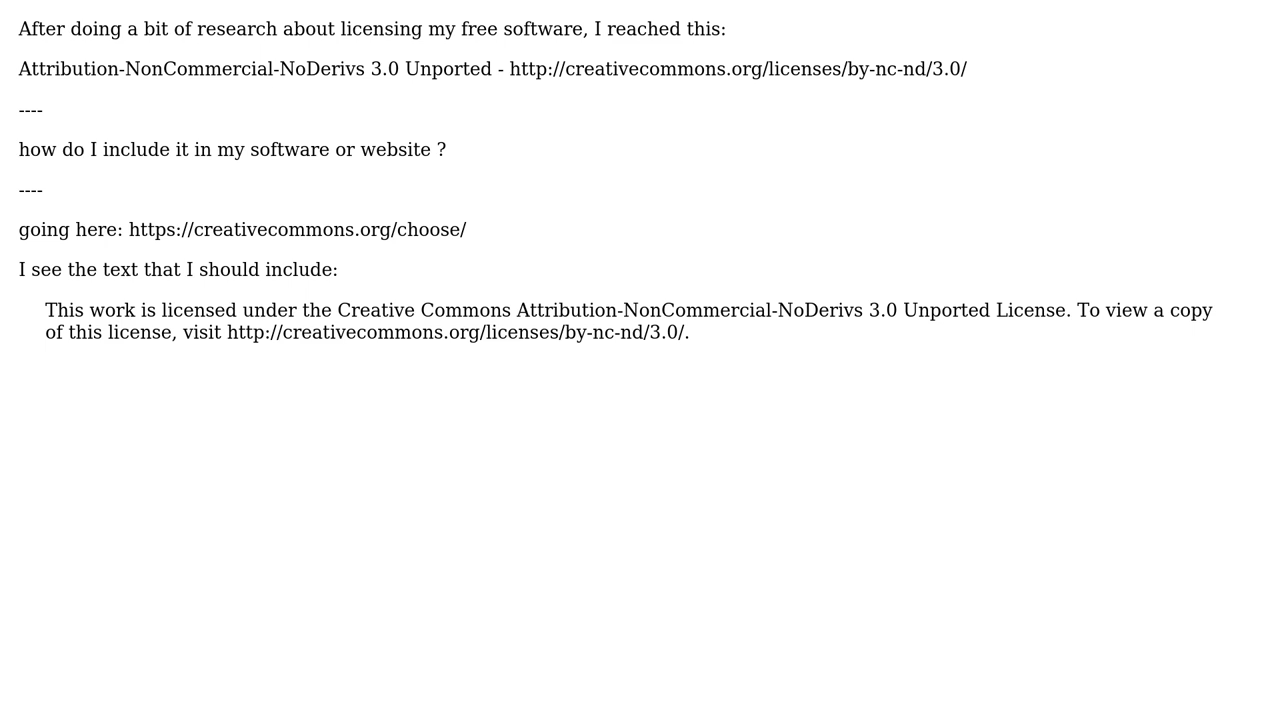 After doing a bit of research about licensing my free software, I reached this:
Attribution-NonCommercial-NoDerivs 3.0 Unported - http://creativecommons.org/licenses/by-nc-nd/3.0/
----
how do I include it in my software or website ?
----
going here: https://creativecommons.org/choose/
I see the text that I should include:
This work is licensed under the Creative Commons Attribution-NonCommercial-NoDerivs 3.0 Unported License. To view a copy
of this license, visit http://creativecommons.org/licenses/by-nc-nd/3.0/.